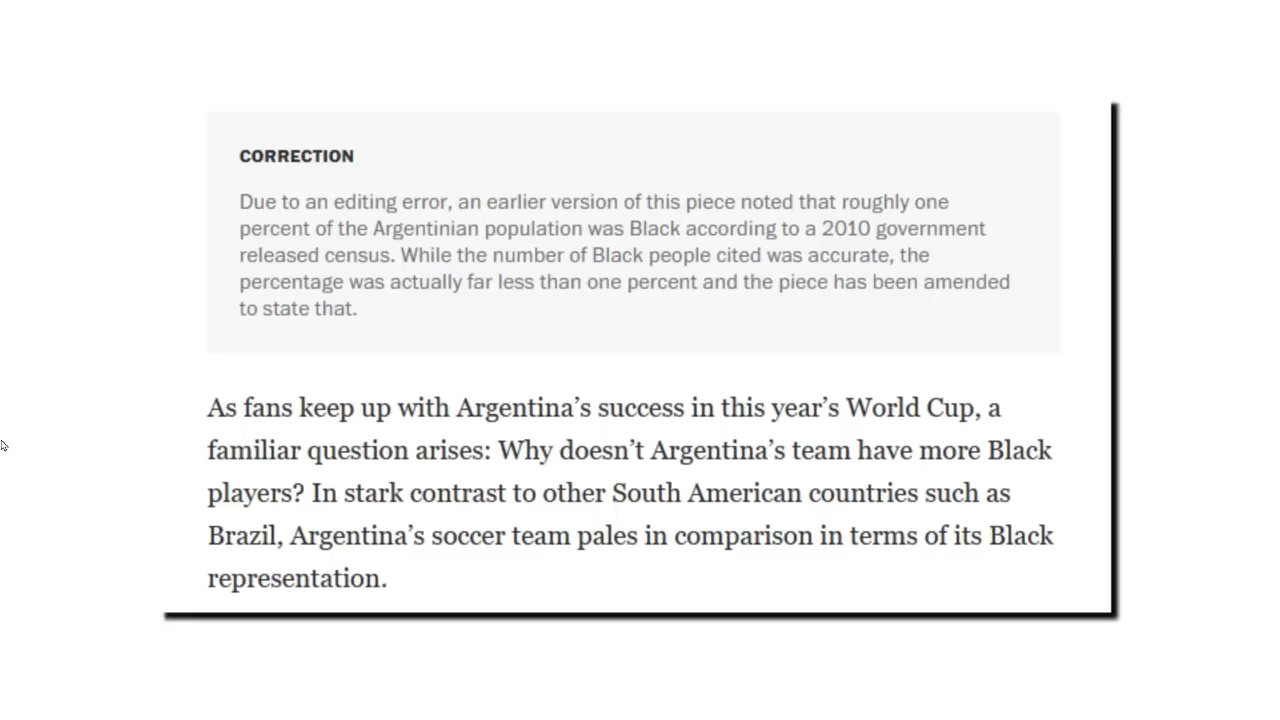 CORRECTION
Due to an editing error, an earlier version of this piece noted that roughly one
percent of the Argentinian population was Black according to a 2010 government
released census. While the number of Black people cited was accurate, the
percentage was actually far less than one percent and the piece has been amended
to state that.
As fans keep up with Argentina’s success in this year’s World Cup, a
familiar question arises: Why doesn’t Argentina’s team have more Black
players? In stark contrast to other South American countries such as
Brazil, Argentina’s soccer team pales in comparison in terms of its Black
representation.